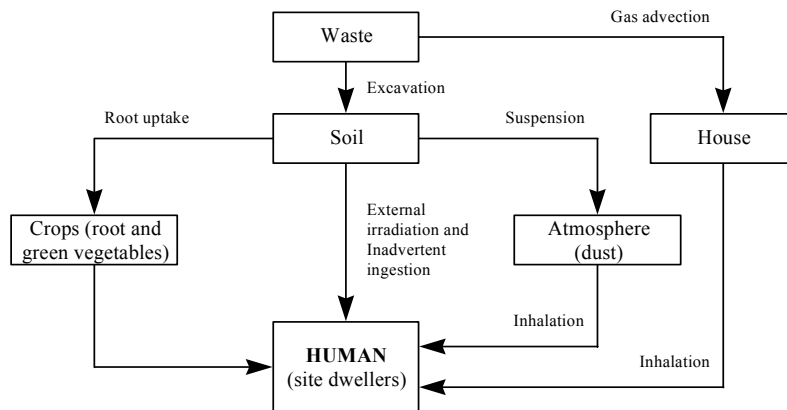 Waste
Gas advection
Excavation
Root uptake
Soil
Suspension
House
Crops (root and
green vegetables)
External
irradiation and
Inadvertent
ingestion
Atmosphere
(dust)
Inhalation
HUMAN
(site dwellers)
Inhalation